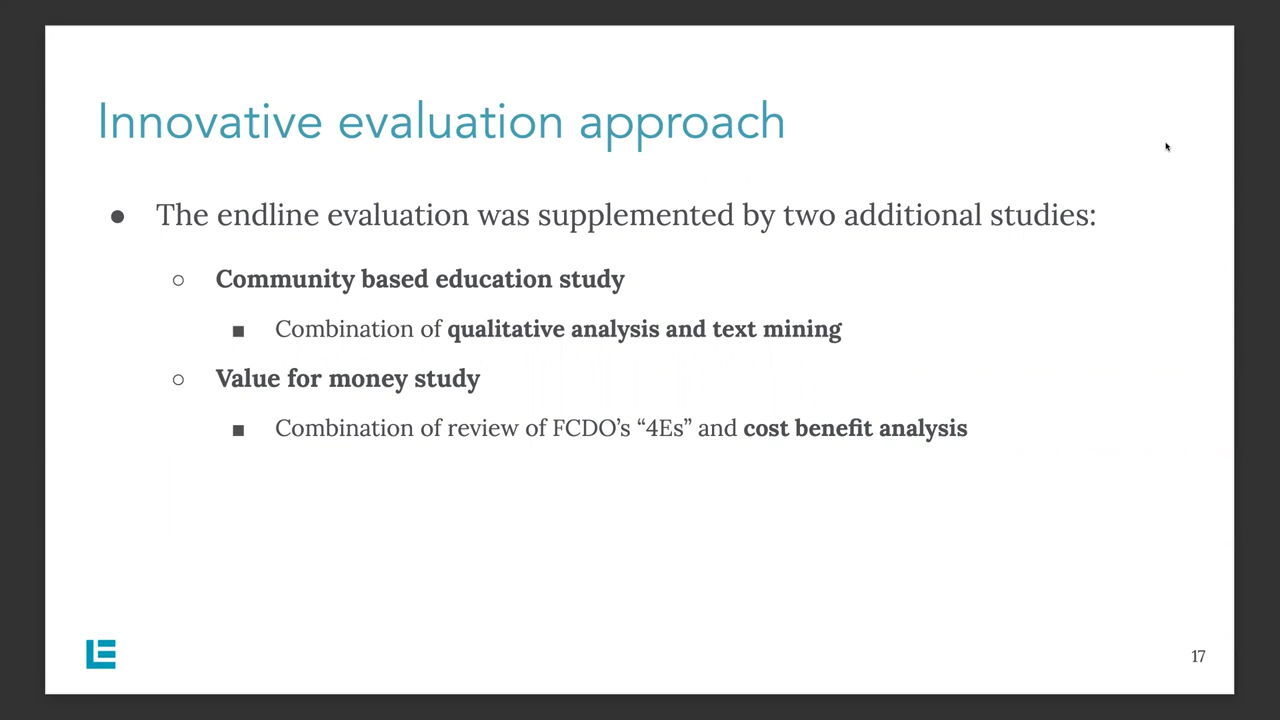 Innovative evaluation approach
● The endline evaluation was supplemented by two additional studies:
○ Community based education study
■ Combination of qualitative analysis and text mining
○ Value for money study
■ Combination of review of FCDO’s “4Es” and cost benefit analysis
LE
17